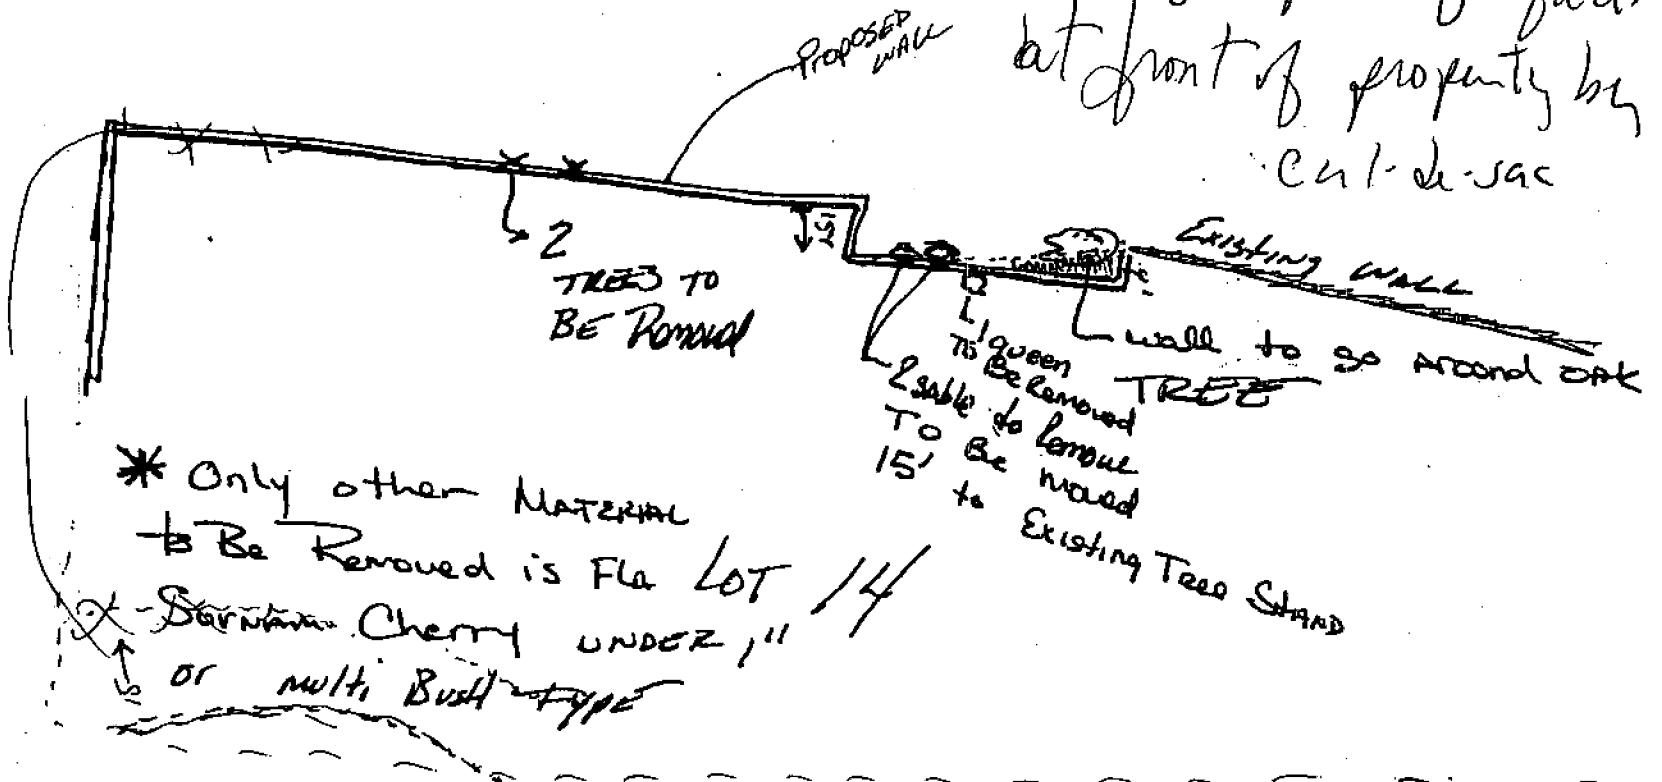 Proposed
Wall
at front of property by
cul-de-sac
2
TREES TO
BE Removed
5'
Existing WALL
1 queen
To Be Removed
wall to go around OAK
TREE
2 sable to Remove
To Be moved
15' to Existing Tree Stand
* Only other MATERIAL
to Be Removed is Fla
LOT 14
Cherry UNDER 1"
or multi Bush type